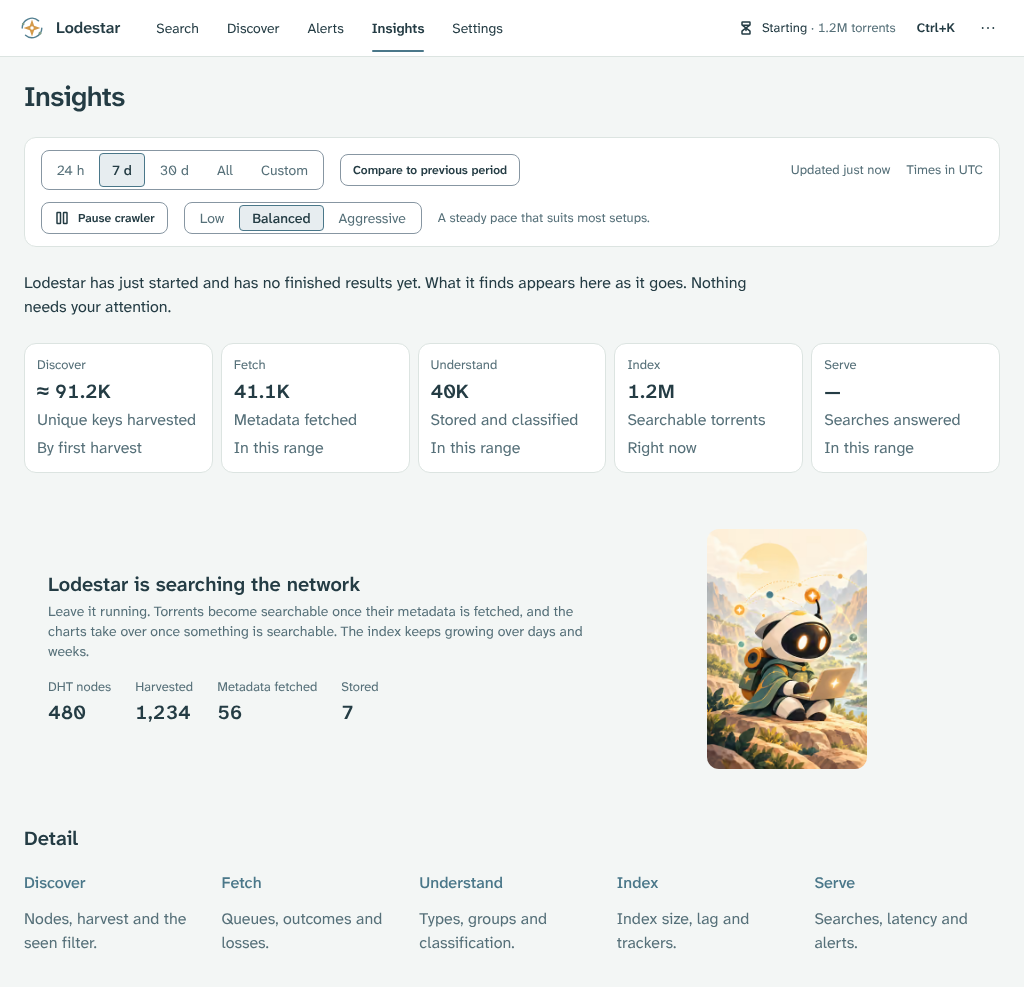 Lodestar
Search
Discover
Alerts
Insights
Settings
Starting · 1.2M torrents
Ctrl+K
···
Insights
24 h
7 d
30 d
All
Custom
Compare to previous period
Updated just now
Times in UTC
Pause crawler
Low
Balanced
Aggressive
A steady pace that suits most setups.
Lodestar has just started and has no finished results yet. What it finds appears here as it goes. Nothing
needs your attention.
Discover
≈ 91.2K
Unique keys harvested
By first harvest
Fetch
41.1K
Metadata fetched
In this range
Understand
40K
Stored and classified
In this range
Index
1.2M
Searchable torrents
Right now
Serve
—
Searches answered
In this range
Lodestar is searching the network
Leave it running. Torrents become searchable once their metadata is fetched, and the
charts take over once something is searchable. The index keeps growing over days and
weeks.
DHT nodes
480
Harvested
1,234
Metadata fetched
56
Stored
7
Detail
Discover
Nodes, harvest and the
seen filter.
Fetch
Queues, outcomes and
losses.
Understand
Types, groups and
classification.
Index
Index size, lag and
trackers.
Serve
Searches, latency and
alerts.